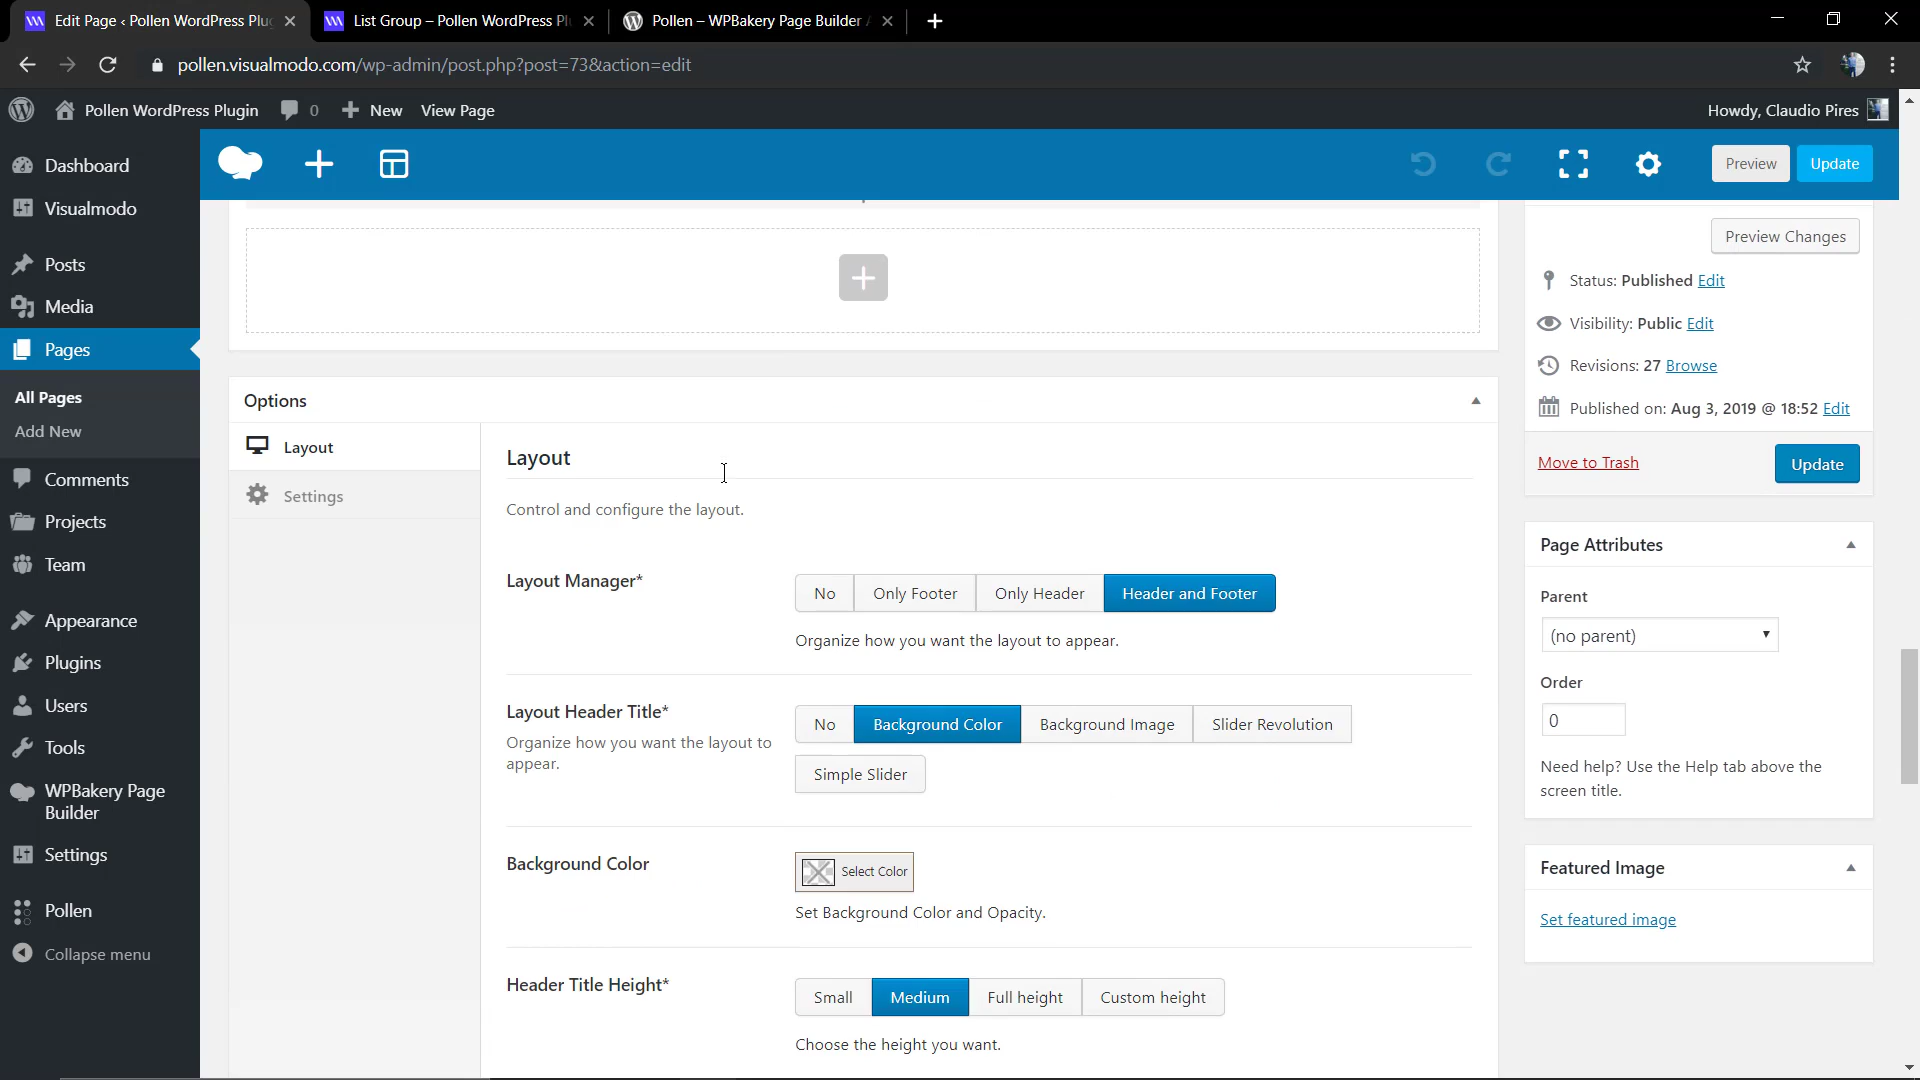 Edit Page ‹ Pollen WordPress Plu
List Group – Pollen WordPress Pl
Pollen – WPBakery Page Builder
pollen.visualmodo.com/wp-admin/post.php?post=73&action=edit
Pollen WordPress Plugin
0
New
View Page
Howdy, Claudio Pires
Preview
Update
Dashboard
Visualmodo
Posts
Media
Pages
All Pages
Add New
Comments
Projects
Team
Appearance
Plugins
Users
Tools
WPBakery Page
Builder
Settings
Pollen
Collapse menu
Options
Layout
Settings
Layout
Control and configure the layout.
Layout Manager*
No
Only Footer
Only Header
Header and Footer
Organize how you want the layout to appear.
Layout Header Title*
Organize how you want the layout to
appear.
No
Background Color
Background Image
Slider Revolution
Simple Slider
Background Color
Select Color
Set Background Color and Opacity.
Header Title Height*
Small
Medium
Full height
Custom height
Choose the height you want.
Preview Changes
Status: Published Edit
Visibility: Public Edit
Revisions: 27 Browse
Published on: Aug 3, 2019 @ 18:52 Edit
Move to Trash
Update
Page Attributes
Parent
(no parent)
Order
0
Need help? Use the Help tab above the
screen title.
Featured Image
Set featured image